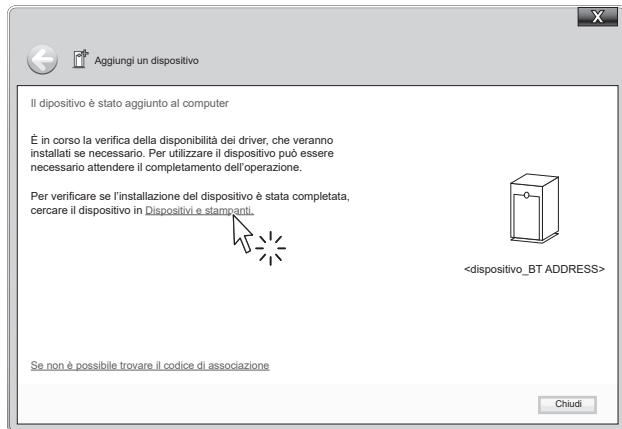 X
Aggiungi un dispositivo
Il dipositivo è stato aggiunto al computer
È in corso la verifica della disponibilità dei driver, che veranno
installati se necessario. Per utilizzare il dispositivo può essere
necessario attendere il completamento dell'operazione.
Per verificare se l'installazione del dispositivo è stata completata,
cercare il dispositivo in Dispositivi e stampanti.
<dispositivo_BT ADDRESS>
Se non è possibile trovare il codice di associazione
Chiudi